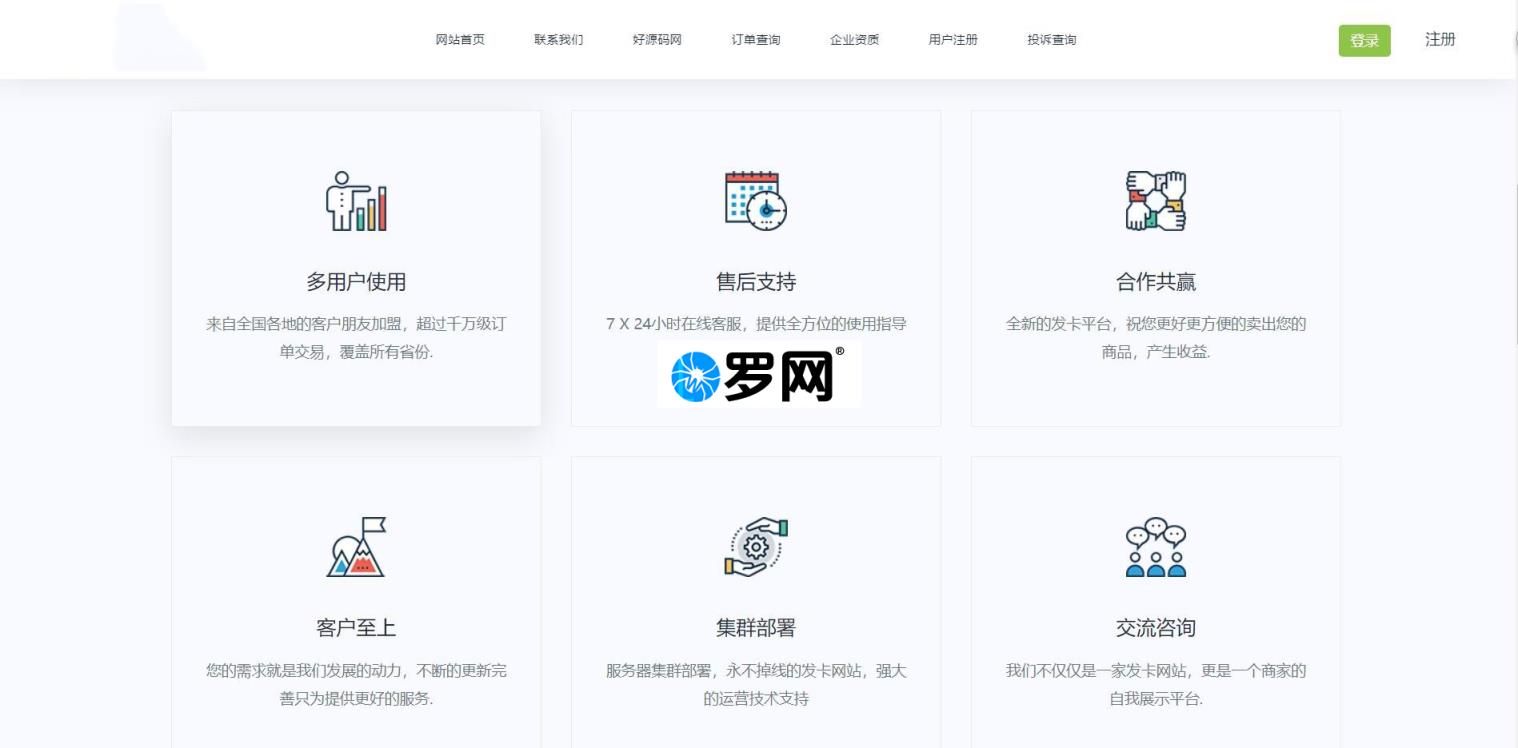 网站首页 联系我们 好源码网 订单查询 企业资质 用户注册 投诉查询 登录 注册
多用户使用
来自全国各地的客户朋友加盟，超过千万级订
单交易，覆盖所有省份.
售后支持
7 X 24小时在线客服，提供全方位的使用指导
罗网®
合作共赢
全新的发卡平台，祝您更好更方便的卖出您的
商品，产生收益.
客户至上
您的需求就是我们发展的动力，不断的更新完
善只为提供更好的服务.
集群部署
服务器集群部署，永不掉线的发卡网站，强大
的运营技术支持
交流咨询
我们不仅仅是一家发卡网站，更是一个商家的
自我展示平台.